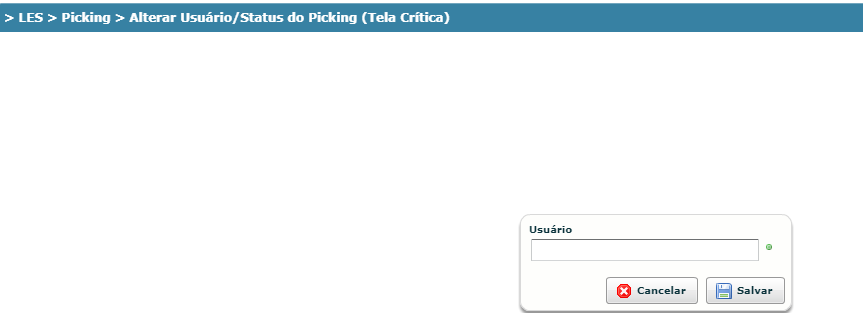 > LES > Picking > Alterar Usuário/Status do Picking (Tela Crítica)
Usuário
Cancelar Salvar